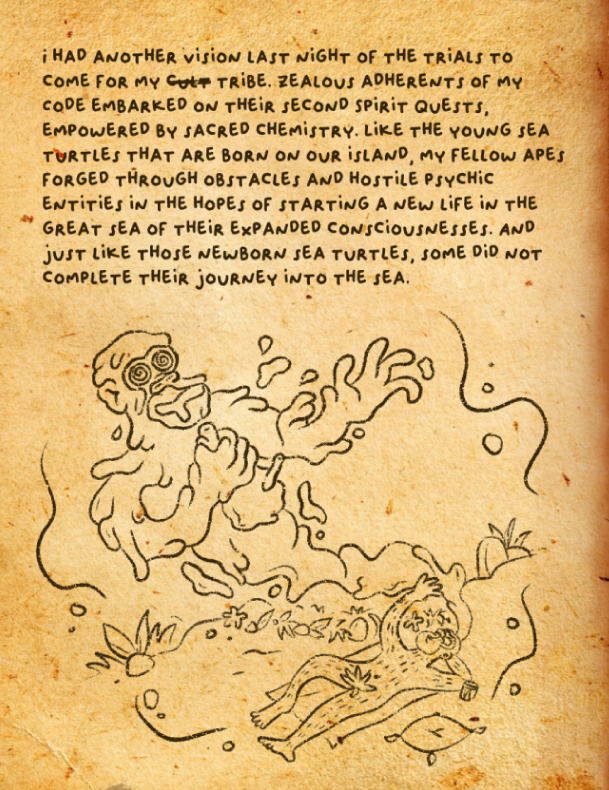 I HAD ANOTHER VISION LAST NIGHT OF THE TRIALS TO
COME FOR MY CULT TRIBE. ZEALOUS ADHERENTS OF MY
CODE EMBARKED ON THEIR SECOND SPIRIT QUESTS,
EMPOWERED BY SACRED CHEMISTRY. LIKE THE YOUNG SEA
TURTLES THAT ARE BORN ON OUR ISLAND, MY FELLOW APES
FORGED THROUGH OBSTACLES AND HOSTILE PSYCHIC
ENTITIES IN THE HOPES OF STARTING A NEW LIFE IN THE
GREAT SEA OF THEIR EXPANDED CONSCIOUSNESSES. AND
JUST LIKE THOSE NEWBORN SEA TURTLES, SOME DID NOT
COMPLETE THEIR JOURNEY INTO THE SEA.